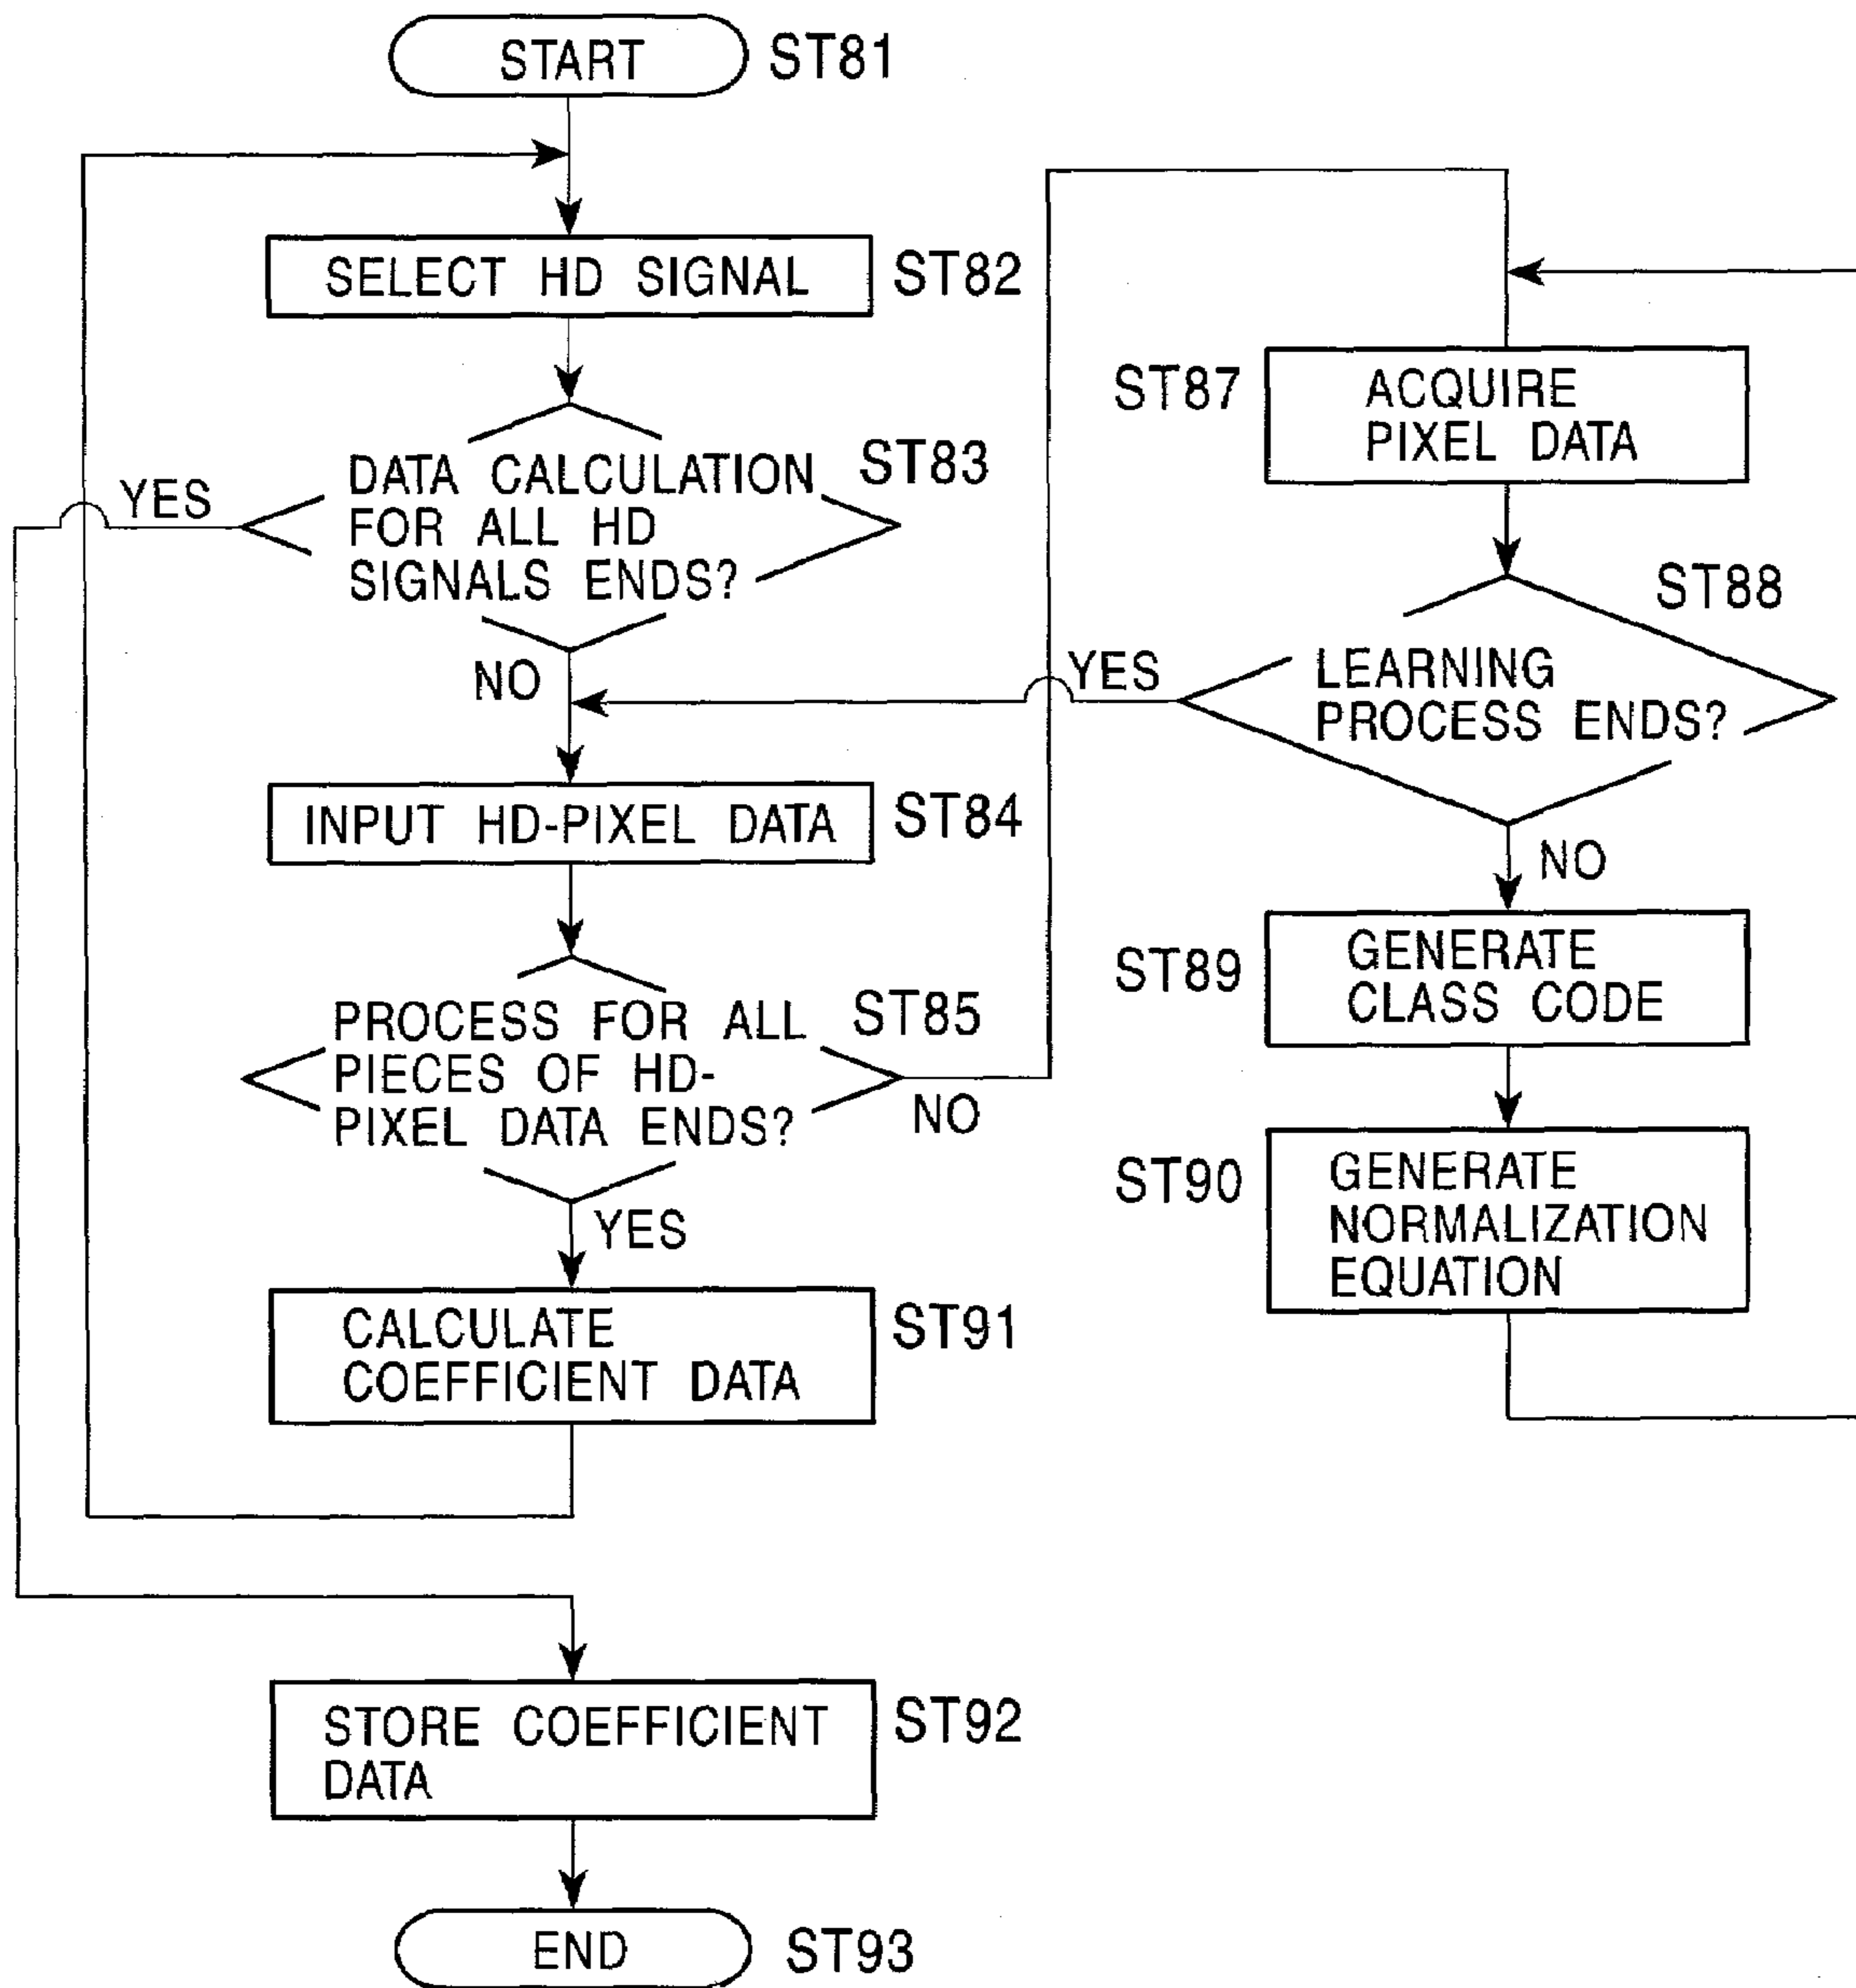 START
ST81
SELECT HD SIGNAL
ST82
DATA CALCULATION
FOR ALL HD
SIGNALS ENDS?
ST83
YES
NO
INPUT HD-PIXEL DATA
ST84
PROCESS FOR ALL
PIECES OF HD-
PIXEL DATA ENDS?
ST85
NO
YES
CALCULATE
COEFFICIENT DATA
ST91
STORE COEFFICIENT
DATA
ST92
END
ST93
ST87
ACQUIRE
PIXEL DATA
ST88
LEARNING
PROCESS ENDS?
YES
NO
ST89
GENERATE
CLASS CODE
ST90
GENERATE
NORMALIZATION
EQUATION